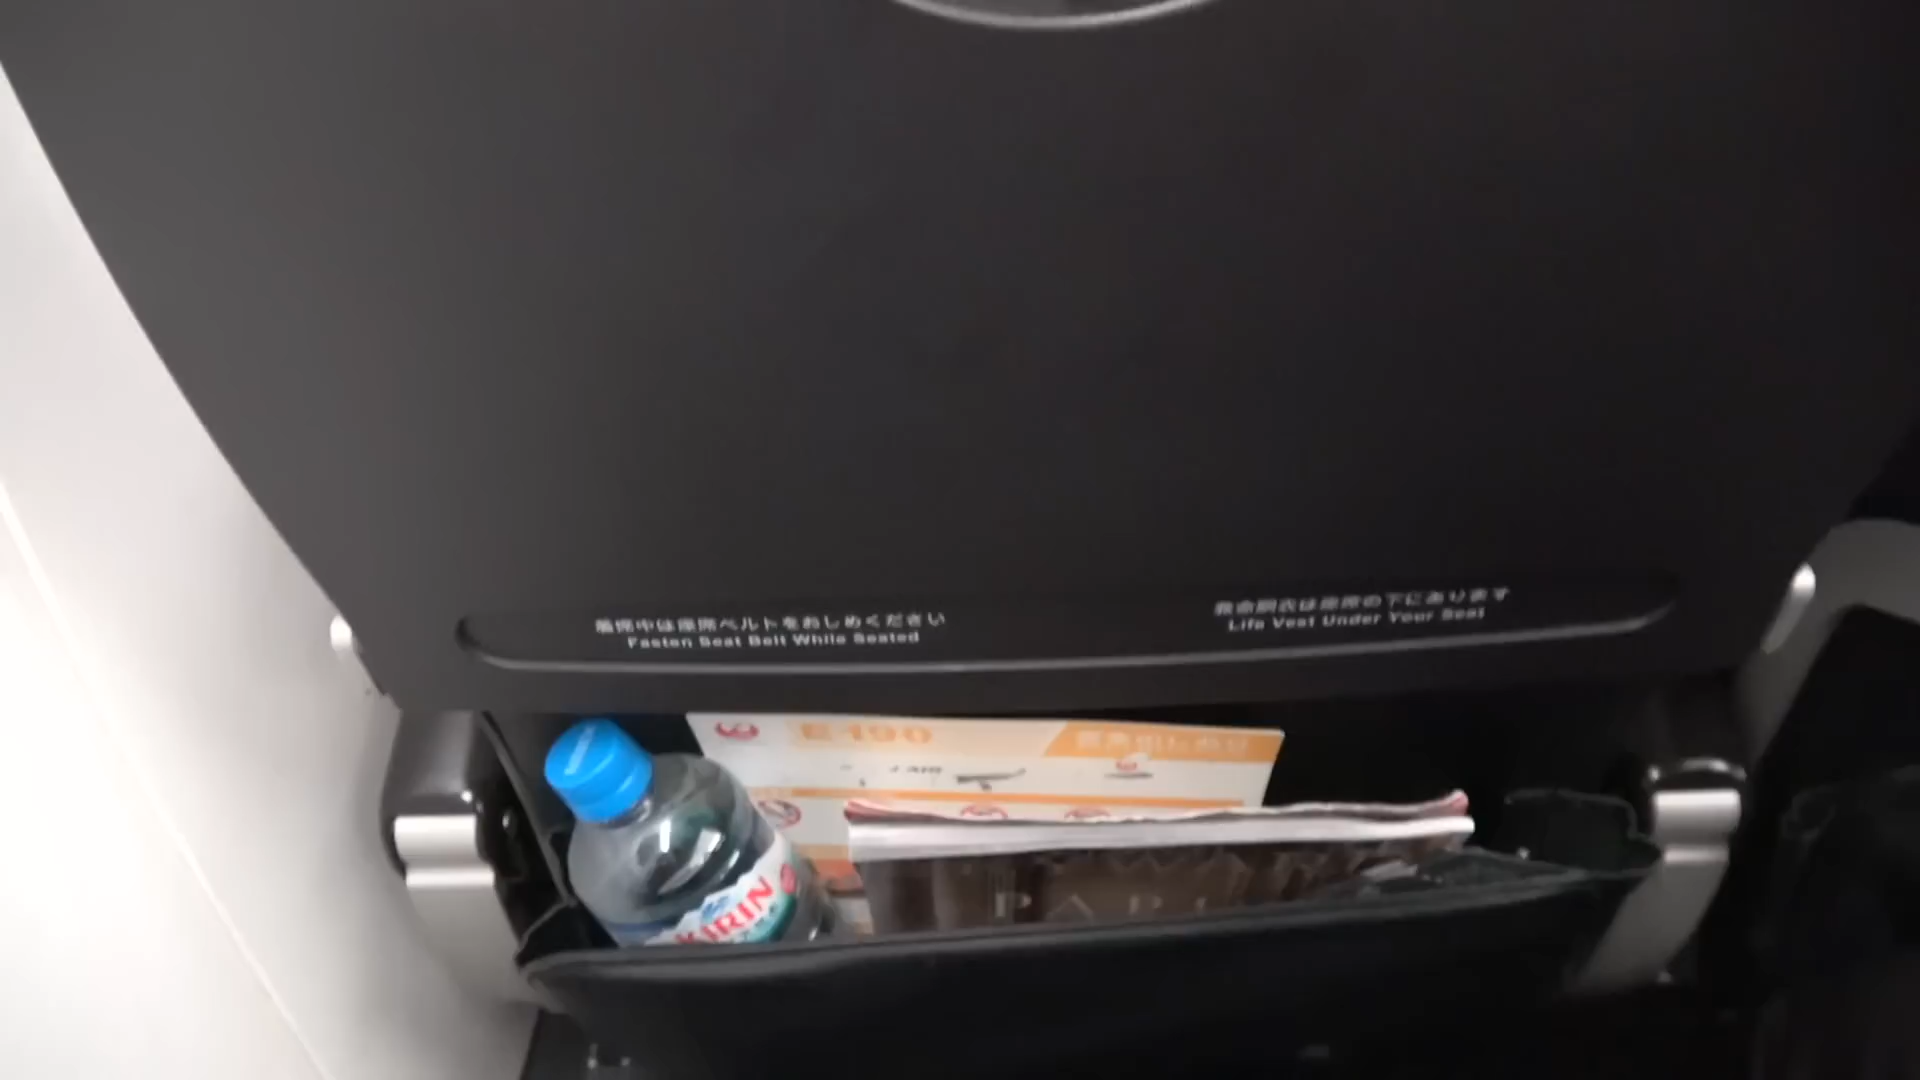 着席中は座席ベルトをおしめください
Fasten Seat Belt While Seated
救命胴衣は座席の下にあります
Life Vest Under Your Seat
E190
J-AIR
KIRIN